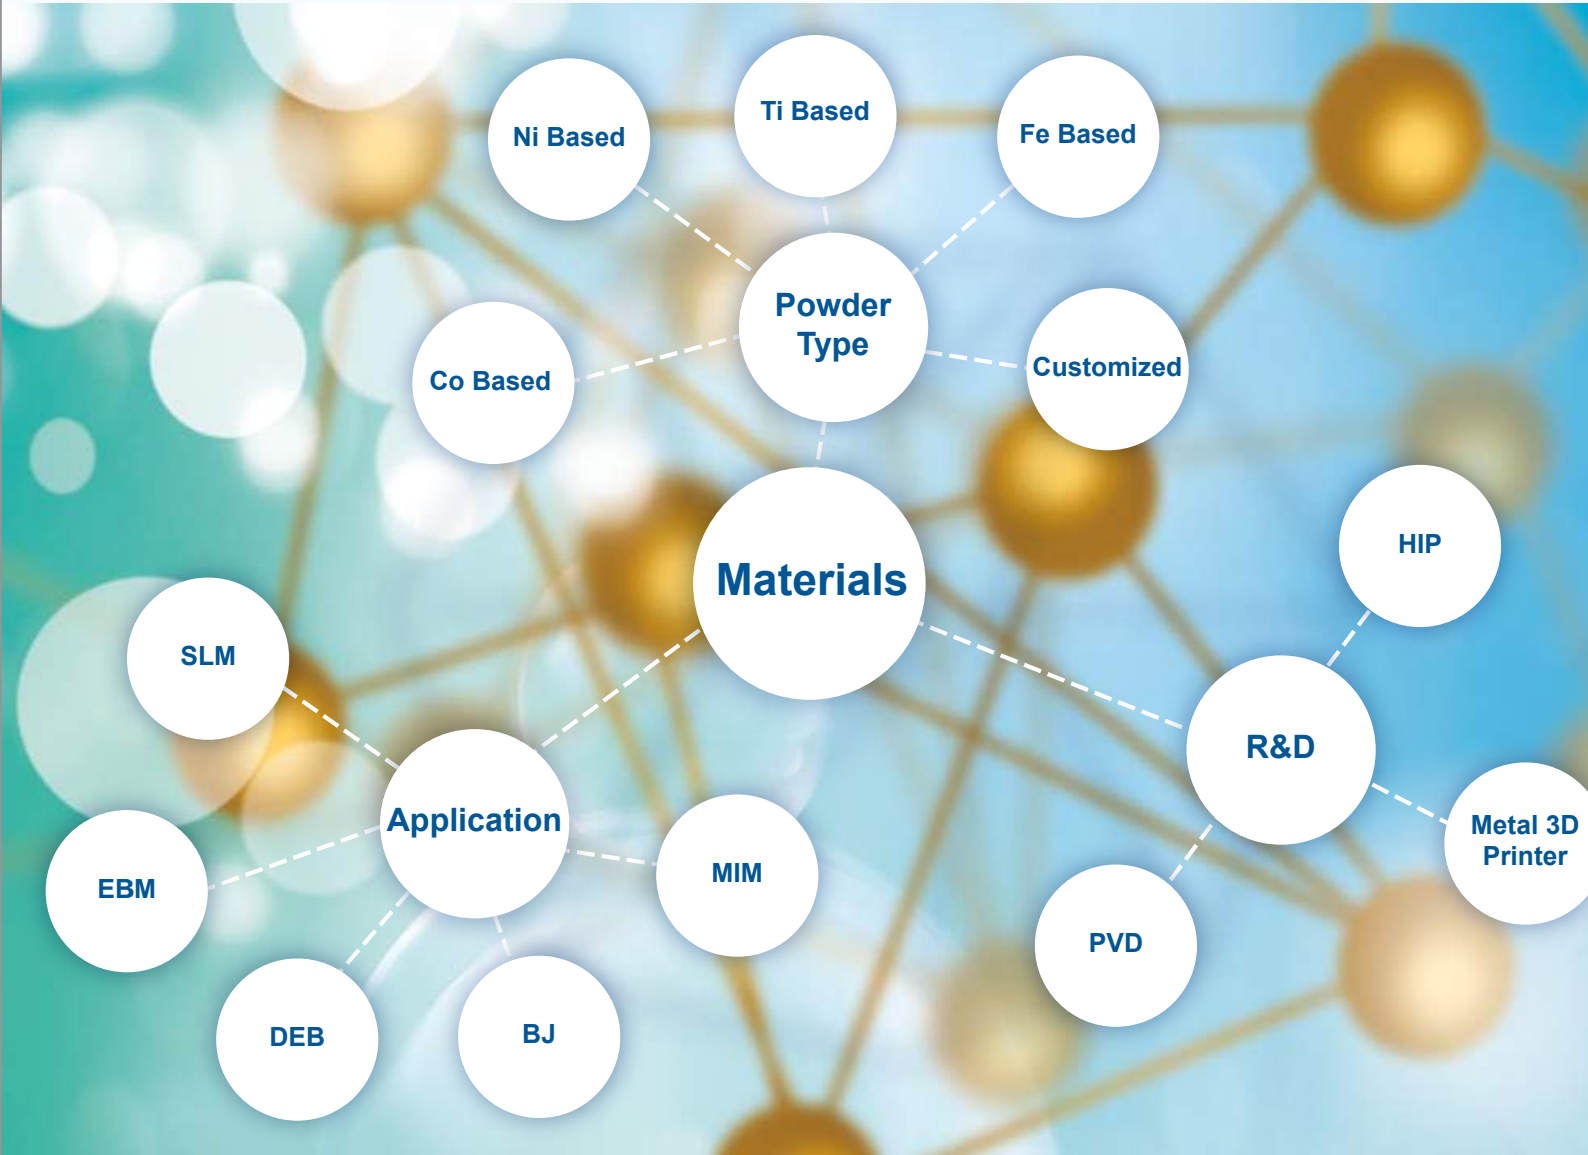 Ti Based
Ni Based
Fe Based
Powder
Type
Customized
Co Based
Materials
HIP
SLM
R&D
Application
Metal 3D
Printer
MIM
EBM
PVD
DEB
BJ